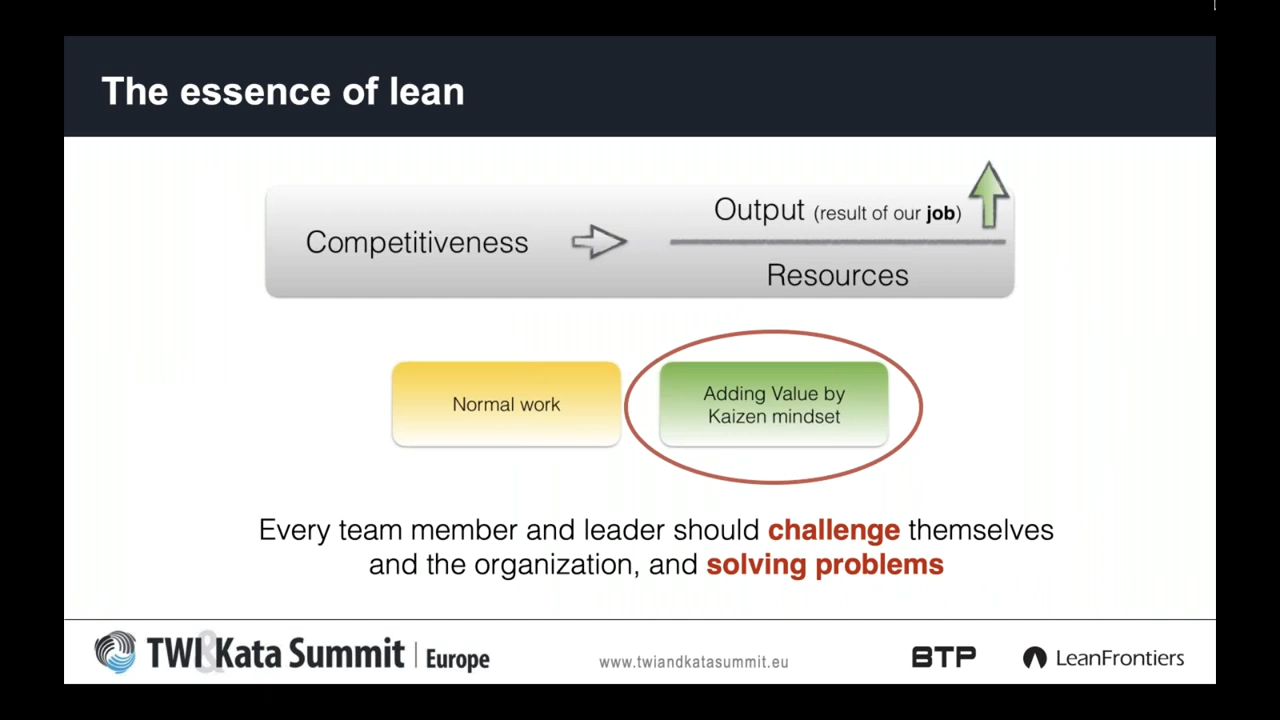 The essence of lean
Competitiveness
Output (result of our job)
Resources
Normal work
Adding Value by
Kaizen mindset
Every team member and leader should challenge themselves
and the organization, and solving problems
TWI&Kata Summit | Europe
www.twiandkatasummit.eu
BTP
LeanFrontiers